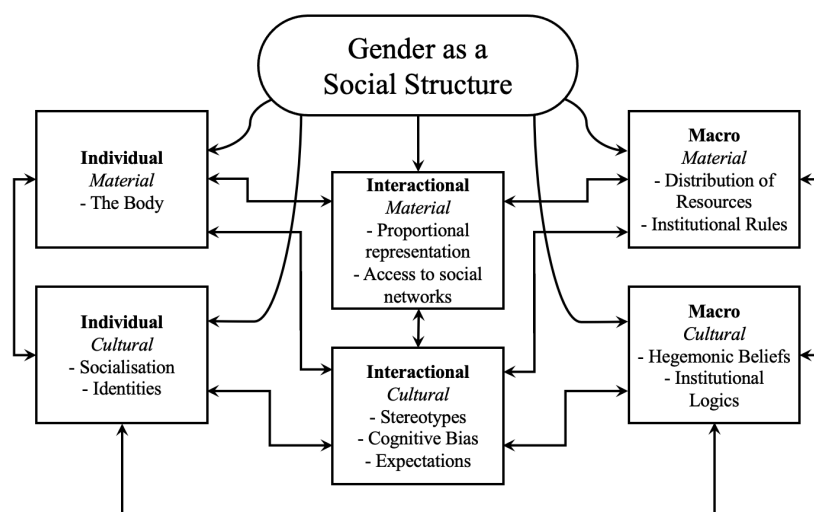 Gender as a
Social Structure
Individual
Material
- The Body
Interactional
Material
- Proportional
representation
- Access to social
networks
Macro
Material
- Distribution of
Resources
- Institutional Rules
Individual
Cultural
- Socialisation
- Identities
Interactional
Cultural
- Stereotypes
- Cognitive Bias
- Expectations
Macro
Cultural
- Hegemonic Beliefs
- Institutional
Logics